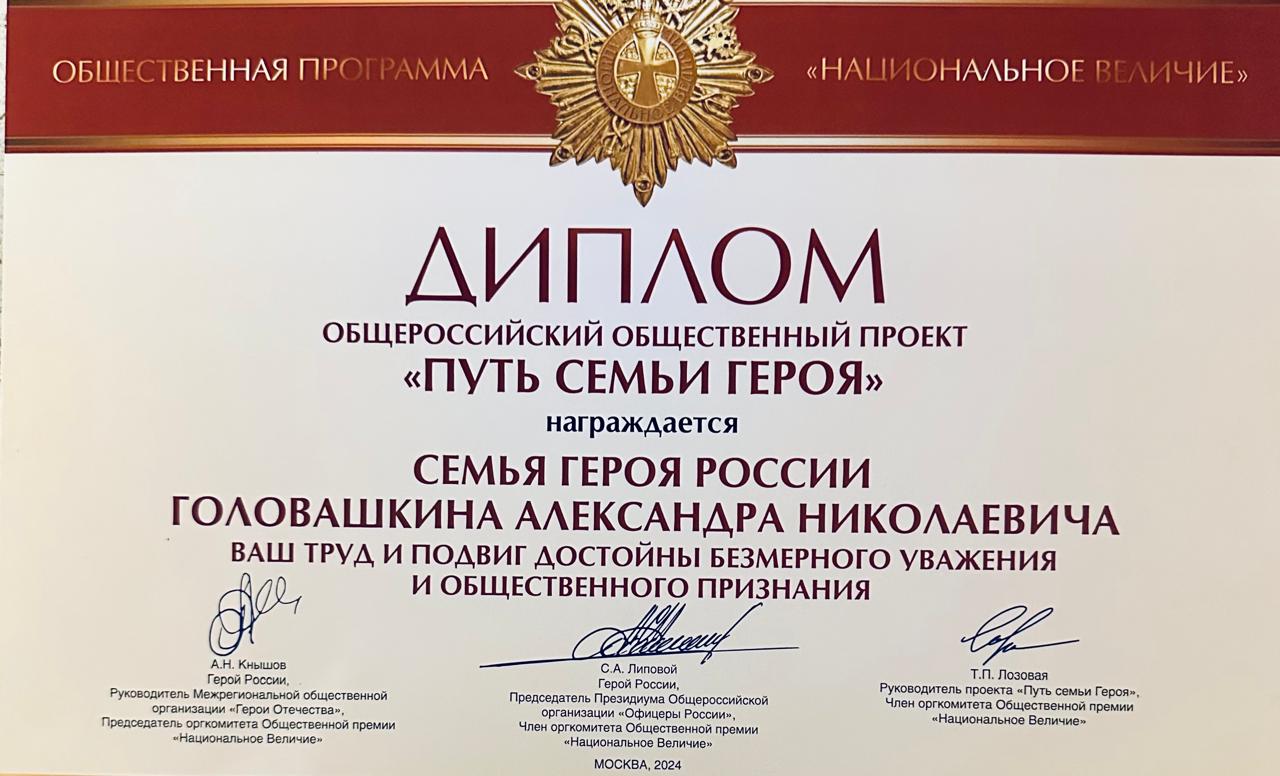 ОБЩЕСТВЕННАЯ ПРОГРАММА «НАЦИОНАЛЬНОЕ ВЕЛИЧИЕ»
ДИПЛОМ
ОБЩЕРОССИЙСКИЙ ОБЩЕСТВЕННЫЙ ПРОЕКТ
«ПУТЬ СЕМЬИ ГЕРОЯ»
награждается
СЕМЬЯ ГЕРОЯ РОССИИ
ГОЛОВАШКИНА АЛЕКСАНДРА НИКОЛАЕВИЧА
ВАШ ТРУД И ПОДВИГ ДОСТОЙНЫ БЕЗМЕРНОГО УВАЖЕНИЯ
И ОБЩЕСТВЕННОГО ПРИЗНАНИЯ
А.Н. Кнышов
Герой России,
Руководитель Межрегиональной общественной
организации «Герои Отечества»,
Председатель оргкомитета Общественной премии
«Национальное Величие»
С.А. Липовой
Герой России,
Председатель Президиума Общероссийской
организации «Офицеры России»,
Член оргкомитета Общественной премии
«Национальное Величие»
Т.П. Лозовая
Руководитель проекта «Путь семьи Героя»,
Член оргкомитета Общественной премии
«Национальное Величие»
МОСКВА, 2024